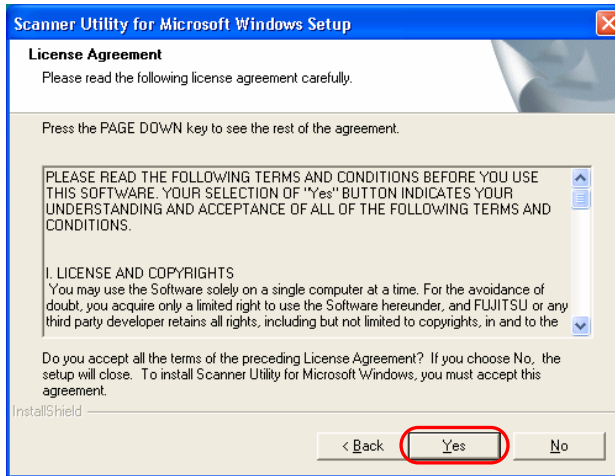 Scanner Utility for Microsoft Windows Setup
License Agreement
Please read the following license agreement carefully.
Press the PAGE DOWN key to see the rest of the agreement.
PLEASE READ THE FOLLOWING TERMS AND CONDITIONS BEFORE YOU USE
THIS SOFTWARE. YOUR SELECTION OF "Yes" BUTTON INDICATES YOUR
UNDERSTANDING AND ACCEPTANCE OF ALL OF THE FOLLOWING TERMS AND
CONDITIONS.
I. LICENSE AND COPYRIGHTS
You may use the Software solely on a single computer at a time. For the avoidance of
doubt, you acquire only a limited right to use the Software hereunder, and FUJITSU or any
third party developer retains all rights, including but not limited to copyrights, in and to the
Do you accept all the terms of the preceding License Agreement? If you choose No, the
setup will close. To install Scanner Utility for Microsoft Windows, you must accept this
agreement.
InstallShield
< Back Yes No